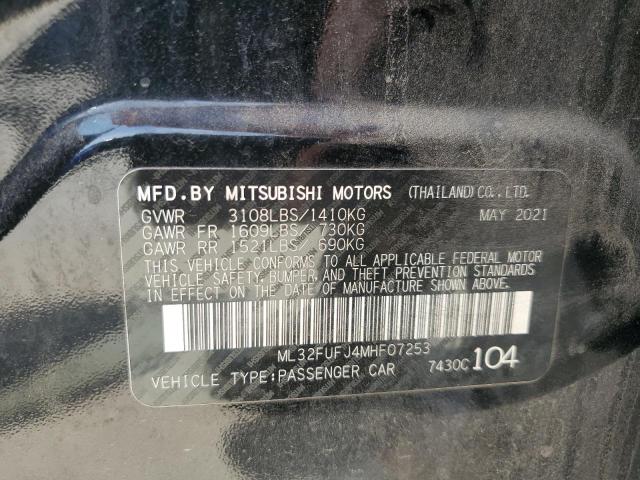 MFD. BY MITSUBISHI MOTORS (THAILAND) CO., LTD.
GVWR 3108LBS/1410KG MAY 2021
GAWR FR 1609LBS/ 730KG
GAWR RR 1521LBS/ 690KG
THIS VEHICLE CONFORMS TO ALL APPLICABLE FEDERAL MOTOR
VEHICLE SAFETY, BUMPER, AND THEFT PREVENTION STANDARDS
IN EFFECT ON THE DATE OF MANUFACTURE SHOWN ABOVE.
ML32FUFJ4MHF07253
VEHICLE TYPE:PASSENGER CAR 7430C 104